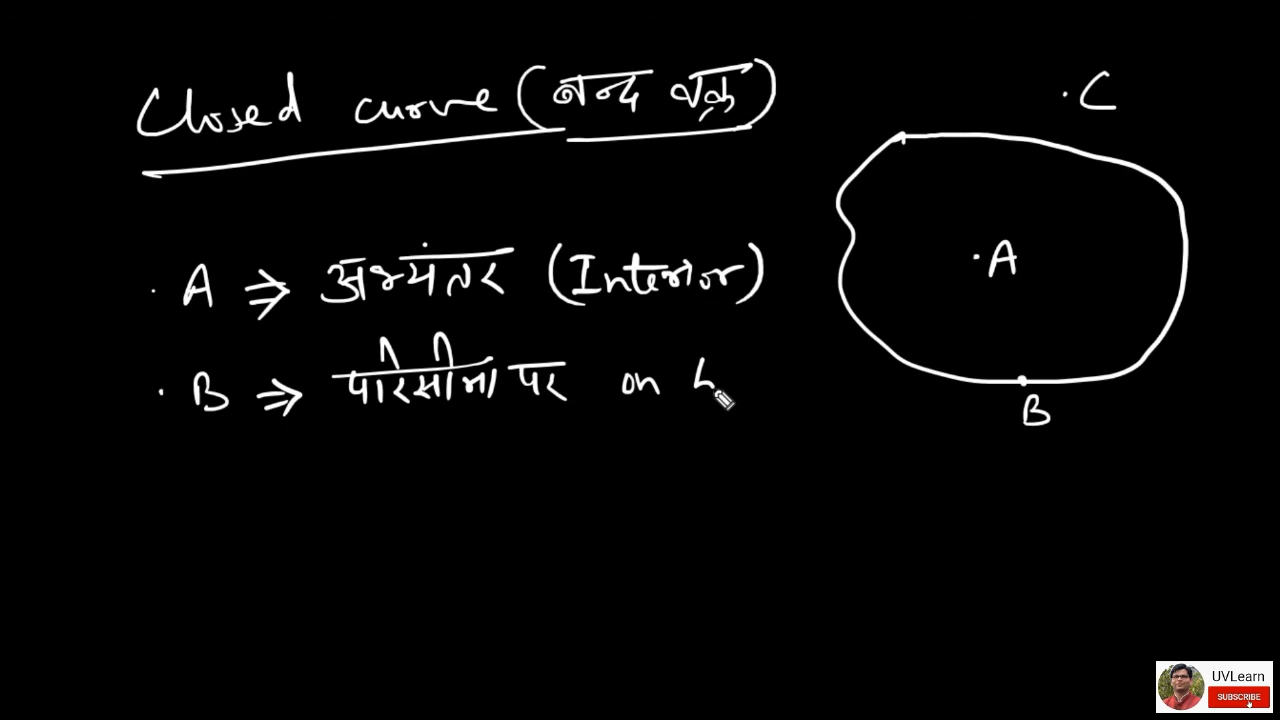 Closed curve (बन्द वक्र)
. C
. A
. A ⇒ अभ्यंतर (Interior)
. B ⇒ परिसीमा पर on
B
UVLearn
SUBSCRIBE